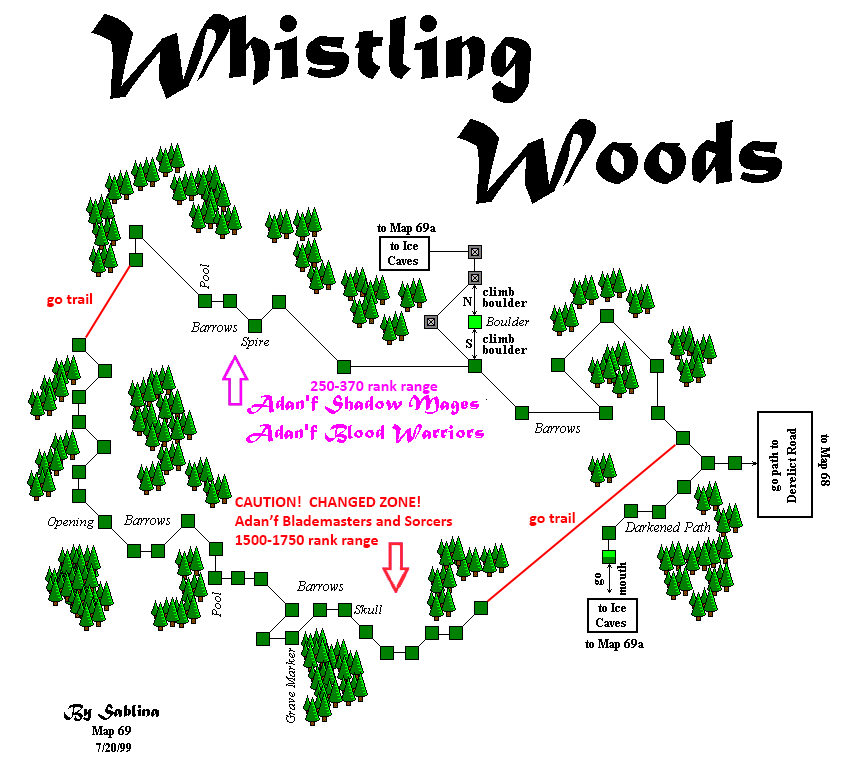 Whistling
Woods
to Map 69a
to Ice
Caves
climb
boulder
N
Boulder
S
climb
boulder
go trail
Pool
Barrows
Spire
250-370 rank range
Adan'f Shadow Mages
Adan'f Blood Warriors
Barrows
go path to
Derelict Road
to Map 68
CAUTION!  CHANGED ZONE!
Adan’f Blademasters and Sorcers
1500-1750 rank range
go trail
Darkened Path
Opening
Barrows
Pool
Barrows
Skull
Grave Marker
go
mouth
to Ice
Caves
to Map 69a
By Sablina
Map 69
7/20/99